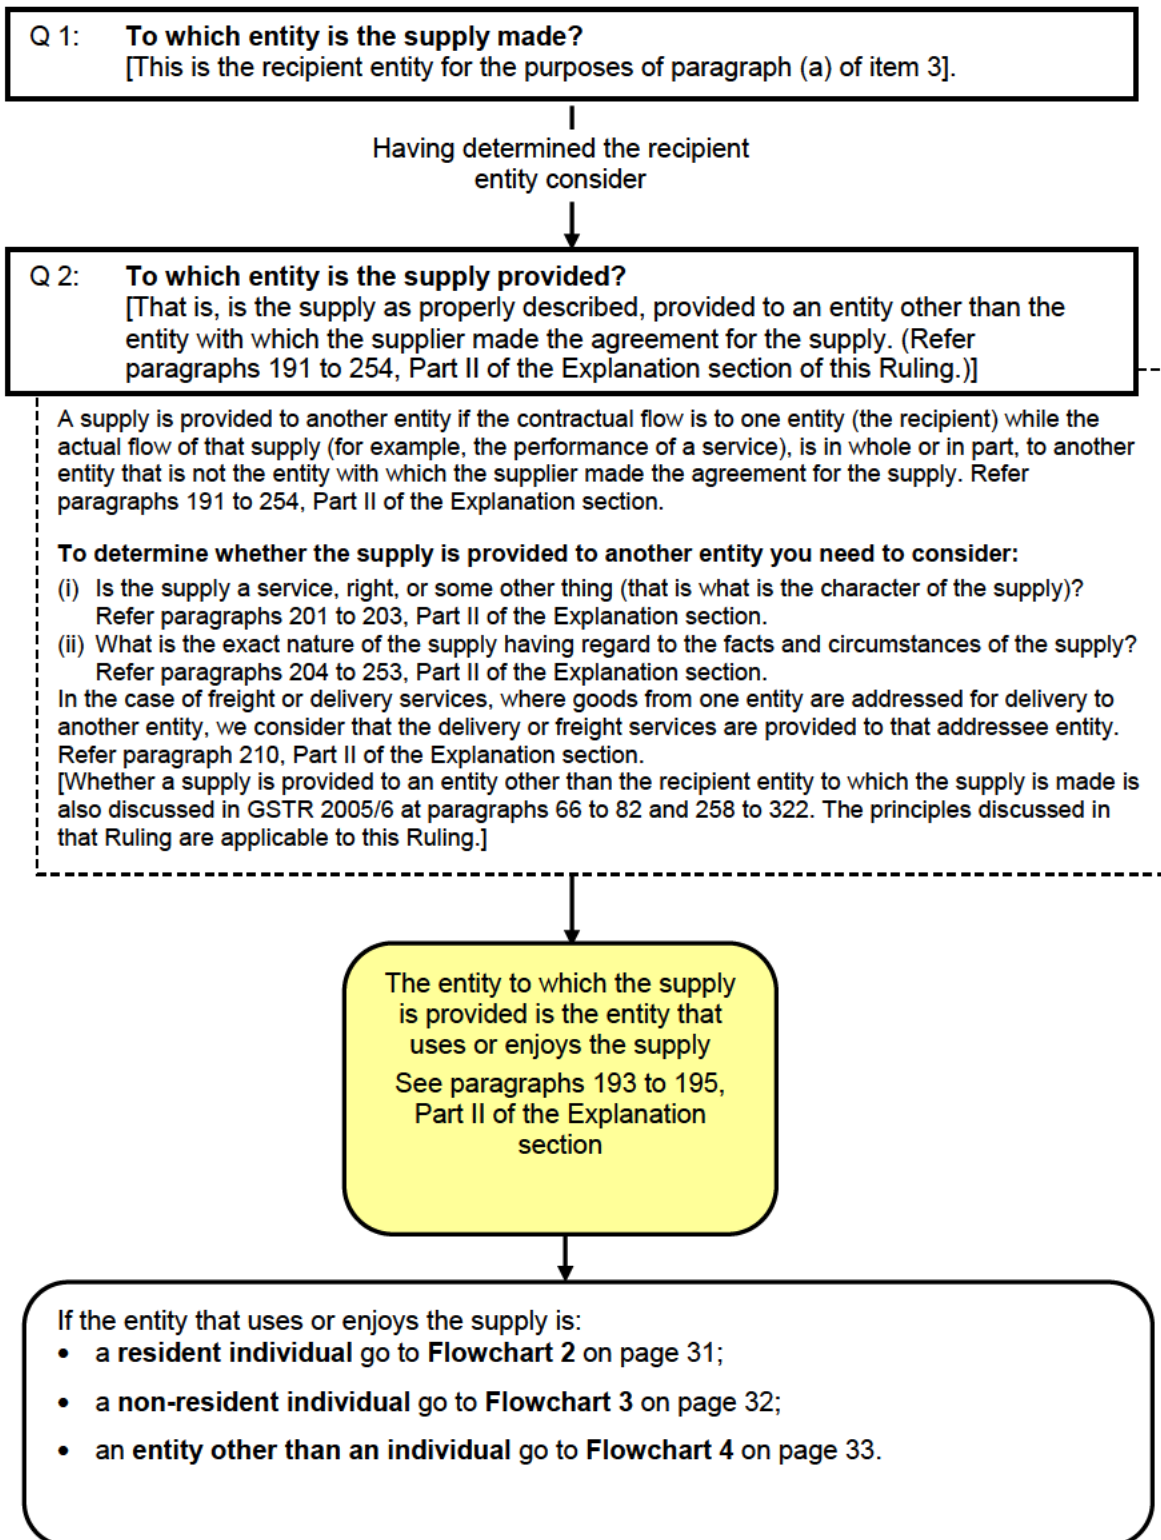 Q 1: To which entity is the supply made?
[This is the recipient entity for the purposes of paragraph (a) of item 3].
Having determined the recipient
entity consider
Q 2: To which entity is the supply provided?
[That is, is the supply as properly described, provided to an entity other than the
entity with which the supplier made the agreement for the supply. (Refer
paragraphs 191 to 254, Part II of the Explanation section of this Ruling.)]
A supply is provided to another entity if the contractual flow is to one entity (the recipient) while the
actual flow of that supply (for example, the performance of a service), is in whole or in part, to another
entity that is not the entity with which the supplier made the agreement for the supply. Refer
paragraphs 191 to 254, Part II of the Explanation section.
To determine whether the supply is provided to another entity you need to consider:
(i) Is the supply a service, right, or some other thing (that is what is the character of the supply)?
Refer paragraphs 201 to 203, Part II of the Explanation section.
(ii) What is the exact nature of the supply having regard to the facts and circumstances of the supply?
Refer paragraphs 204 to 253, Part II of the Explanation section.
In the case of freight or delivery services, where goods from one entity are addressed for delivery to
another entity, we consider that the delivery or freight services are provided to that addressee entity.
Refer paragraph 210, Part II of the Explanation section.
[Whether a supply is provided to an entity other than the recipient entity to which the supply is made is
also discussed in GSTR 2005/6 at paragraphs 66 to 82 and 258 to 322. The principles discussed in
that Ruling are applicable to this Ruling.]
The entity to which the supply
is provided is the entity that
uses or enjoys the supply
See paragraphs 193 to 195,
Part II of the Explanation
section
If the entity that uses or enjoys the supply is:
• a resident individual go to Flowchart 2 on page 31;
• a non-resident individual go to Flowchart 3 on page 32;
• an entity other than an individual go to Flowchart 4 on page 33.